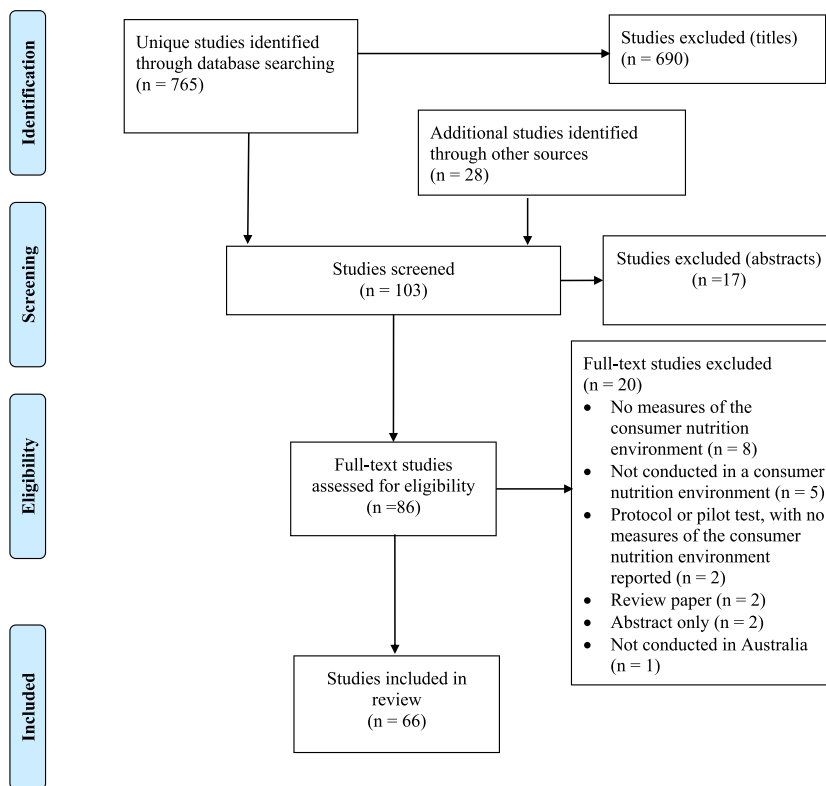 Identification
Unique studies identified
through database searching
(n = 765)
Studies excluded (titles)
(n = 690)
Additional studies identified
through other sources
(n = 28)
Screening
Studies screened
(n = 103)
Studies excluded (abstracts)
(n =17)
Eligibility
Full-text studies
assessed for eligibility
(n =86)
Full-text studies excluded
(n = 20)
• No measures of the
consumer nutrition
environment (n = 8)
• Not conducted in a consumer
nutrition environment (n = 5)
• Protocol or pilot test, with no
measures of the consumer
nutrition environment
reported (n = 2)
• Review paper (n = 2)
• Abstract only (n = 2)
• Not conducted in Australia
(n = 1)
Included
Studies included in
review
(n = 66)